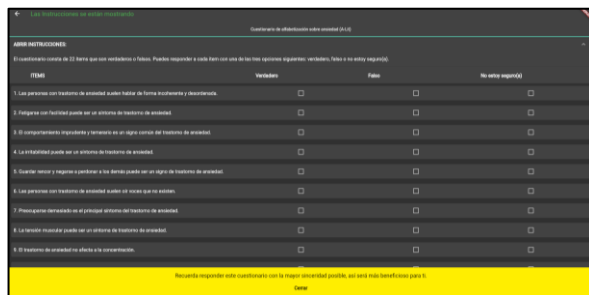 Las instrucciones se están mostrando
Cuestionario de alfabetización sobre ansiedad (A-Lit)
ABRIR INSTRUCCIONES:
El cuestionario consta de 22 ítems que son verdaderos o falsos. Puedes responder a cada ítem con una de las tres opciones siguientes: verdadero, falso o no estoy seguro(a).
ITEMS Verdadero Falso No estoy seguro(a)
1. Las personas con trastorno de ansiedad suelen hablar de forma incoherente y desordenada.
2. Fatigarse con facilidad puede ser un síntoma de trastorno de ansiedad.
3. El comportamiento imprudente y temerario es un signo común del trastorno de ansiedad.
4. La irritabilidad puede ser un síntoma de trastorno de ansiedad.
5. Guardar rencor y negarse a perdonar a los demás puede ser un signo de trastorno de ansiedad.
6. Las personas con trastorno de ansiedad suelen oír voces que no existen.
7. Preocuparse demasiado es el principal síntoma del trastorno de ansiedad.
8. La tensión muscular puede ser un síntoma de trastorno de ansiedad.
9. El trastorno de ansiedad no afecta a la concentración.
Recuerda responder este cuestionario con la mayor sinceridad posible, así será más beneficioso para ti.
Cerrar